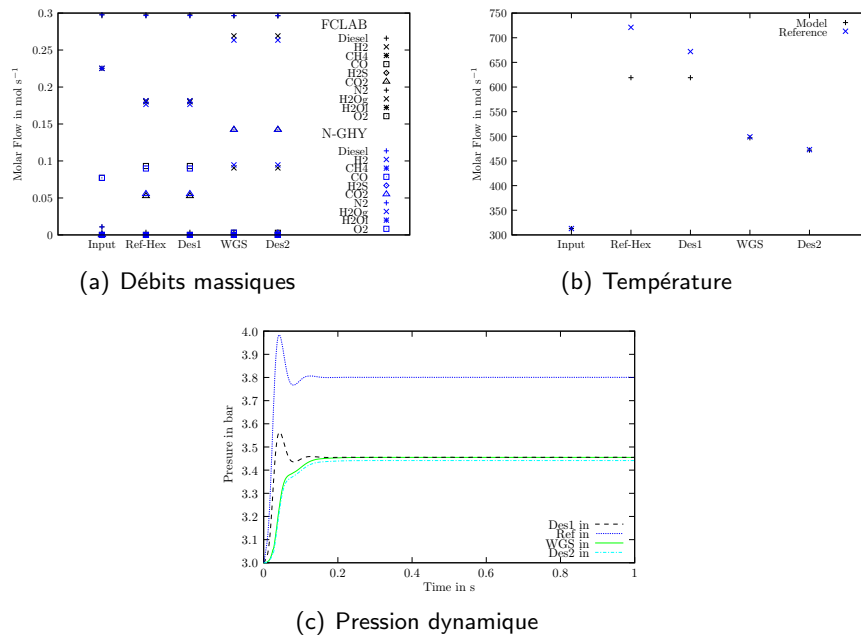 FCLAB
Diesel
H2
CH4
CO
H2S
CO2
N2
H2Og
H2Ol
O2
N-GHY
Diesel
H2
CH4
CO
H2S
CO2
N2
H2Og
H2Ol
O2
Molar Flow in mol s⁻¹
0.3
0.25
0.2
0.15
0.1
0.05
0
Input Ref-Hex Des1 WGS Des2
(a) Débits massiques
Model
Reference
Molar Flow in mol s⁻¹
750
700
650
600
550
500
450
400
350
300
Input Ref-Hex Des1 WGS Des2
(b) Température
Presure in bar
4.0
3.8
3.6
3.5
3.4
3.3
3.2
3.1
3.0
Des1 in
Ref in
WGS in
Des2 in
0 0.2 0.4 0.6 0.8 1
Time in s
(c) Pression dynamique